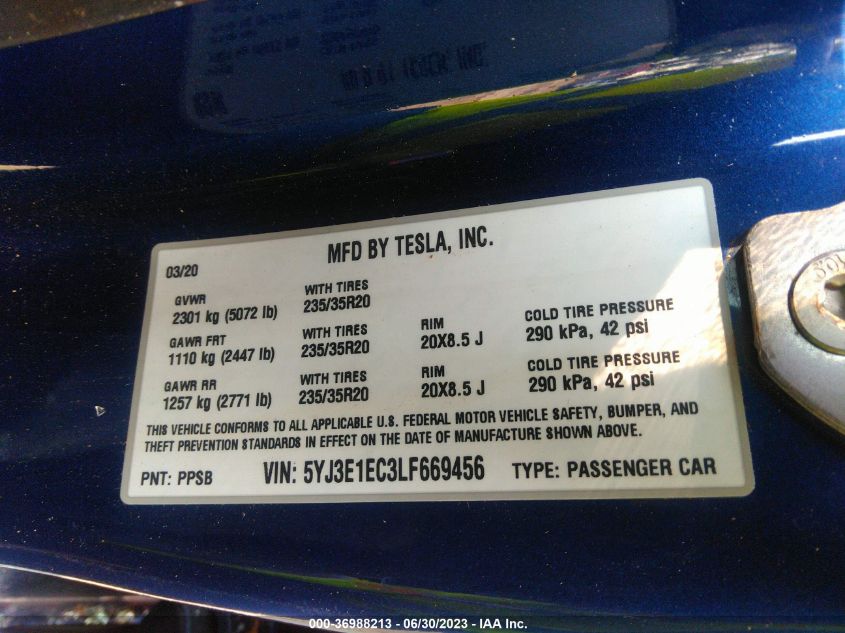 MFD BY TESLA, INC.
03/20
GVWR WITH TIRES
2301 kg (5072 lb) 235/35R20
GAWR FRT WITH TIRES RIM COLD TIRE PRESSURE
1110 kg (2447 lb) 235/35R20 20X8.5 J 290 kPa, 42 psi
GAWR RR WITH TIRES RIM COLD TIRE PRESSURE
1257 kg (2771 lb) 235/35R20 20X8.5 J 290 kPa, 42 psi
THIS VEHICLE CONFORMS TO ALL APPLICABLE U.S. FEDERAL MOTOR VEHICLE SAFETY, BUMPER, AND
THEFT PREVENTION STANDARDS IN EFFECT ON THE DATE OF MANUFACTURE SHOWN ABOVE.
PNT: PPSB VIN: 5YJ3E1EC3LF669456 TYPE: PASSENGER CAR
000-36988213 - 06/30/2023 - IAA Inc.